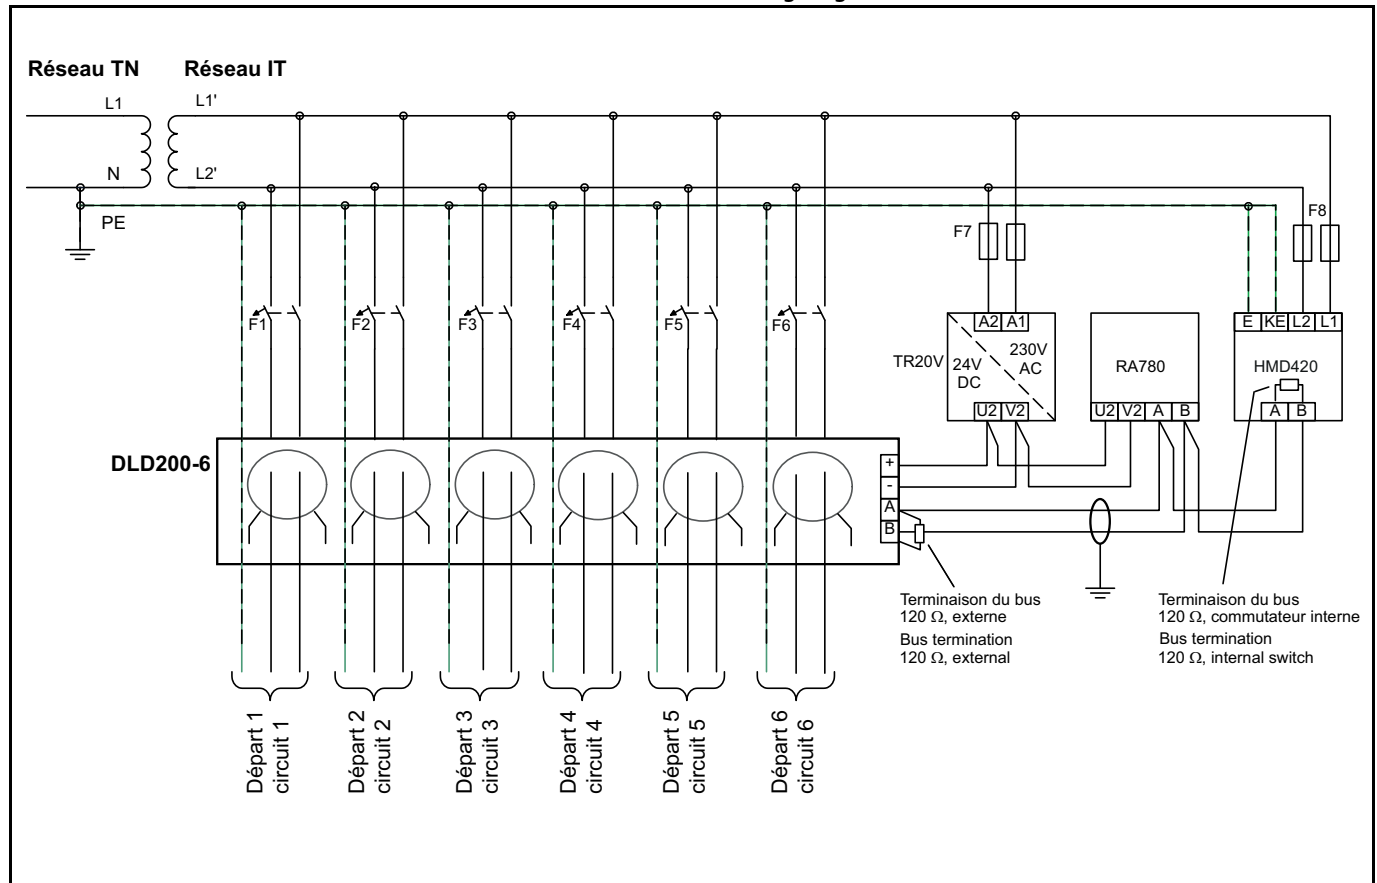 Réseau TN
Réseau IT
L1
L1'
N
L2'
PE
F7
F8
F1
F2
F3
F4
F5
F6
A2 A1
E KE L2 L1
TR20V
24V
DC
230V
AC
RA780
HMD420
U2 V2
U2 V2 A B
A B
DLD200-6
+
-
A
B
Terminaison du bus
120 Ω, externe
Bus termination
120 Ω, external
Terminaison du bus
120 Ω, commutateur interne
Bus termination
120 Ω, internal switch
Départ 1
circuit 1
Départ 2
circuit 2
Départ 3
circuit 3
Départ 4
circuit 4
Départ 5
circuit 5
Départ 6
circuit 6